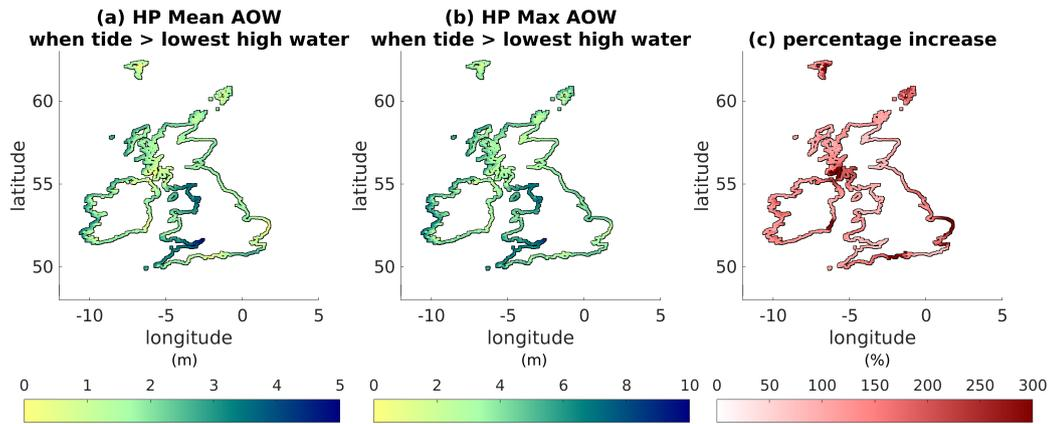 (a) HP Mean AOW
when tide > lowest high water
(b) HP Max AOW
when tide > lowest high water
(c) percentage increase
latitude
60
55
50
-10
-5
0
5
longitude
(m)
0 1 2 3 4 5
latitude
60
55
50
-10
-5
0
5
longitude
(m)
0 2 4 6 8 10
latitude
60
55
50
-10
-5
0
5
longitude
(%)
0 50 100 150 200 250 300